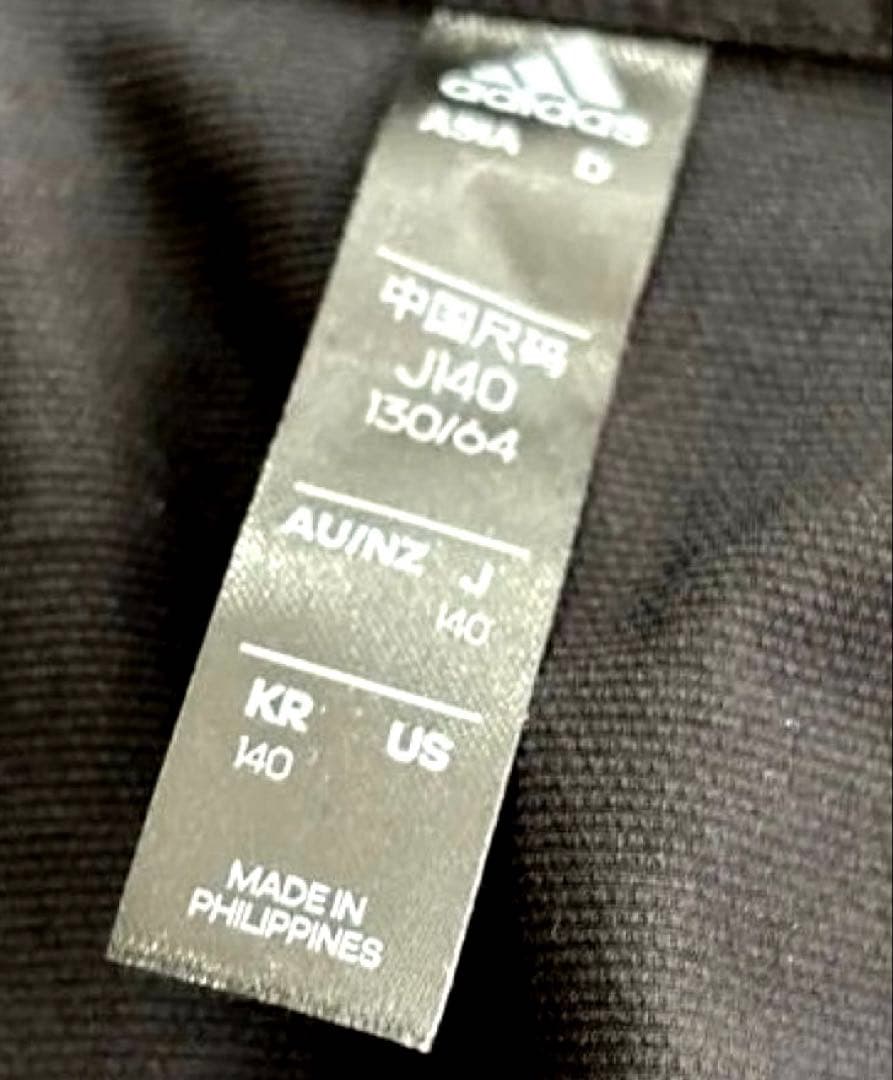 adidas
ASIA D
中国尺码
J140
130/64
AU/NZ J
140
KR US
140
MADE IN
PHILIPPINES